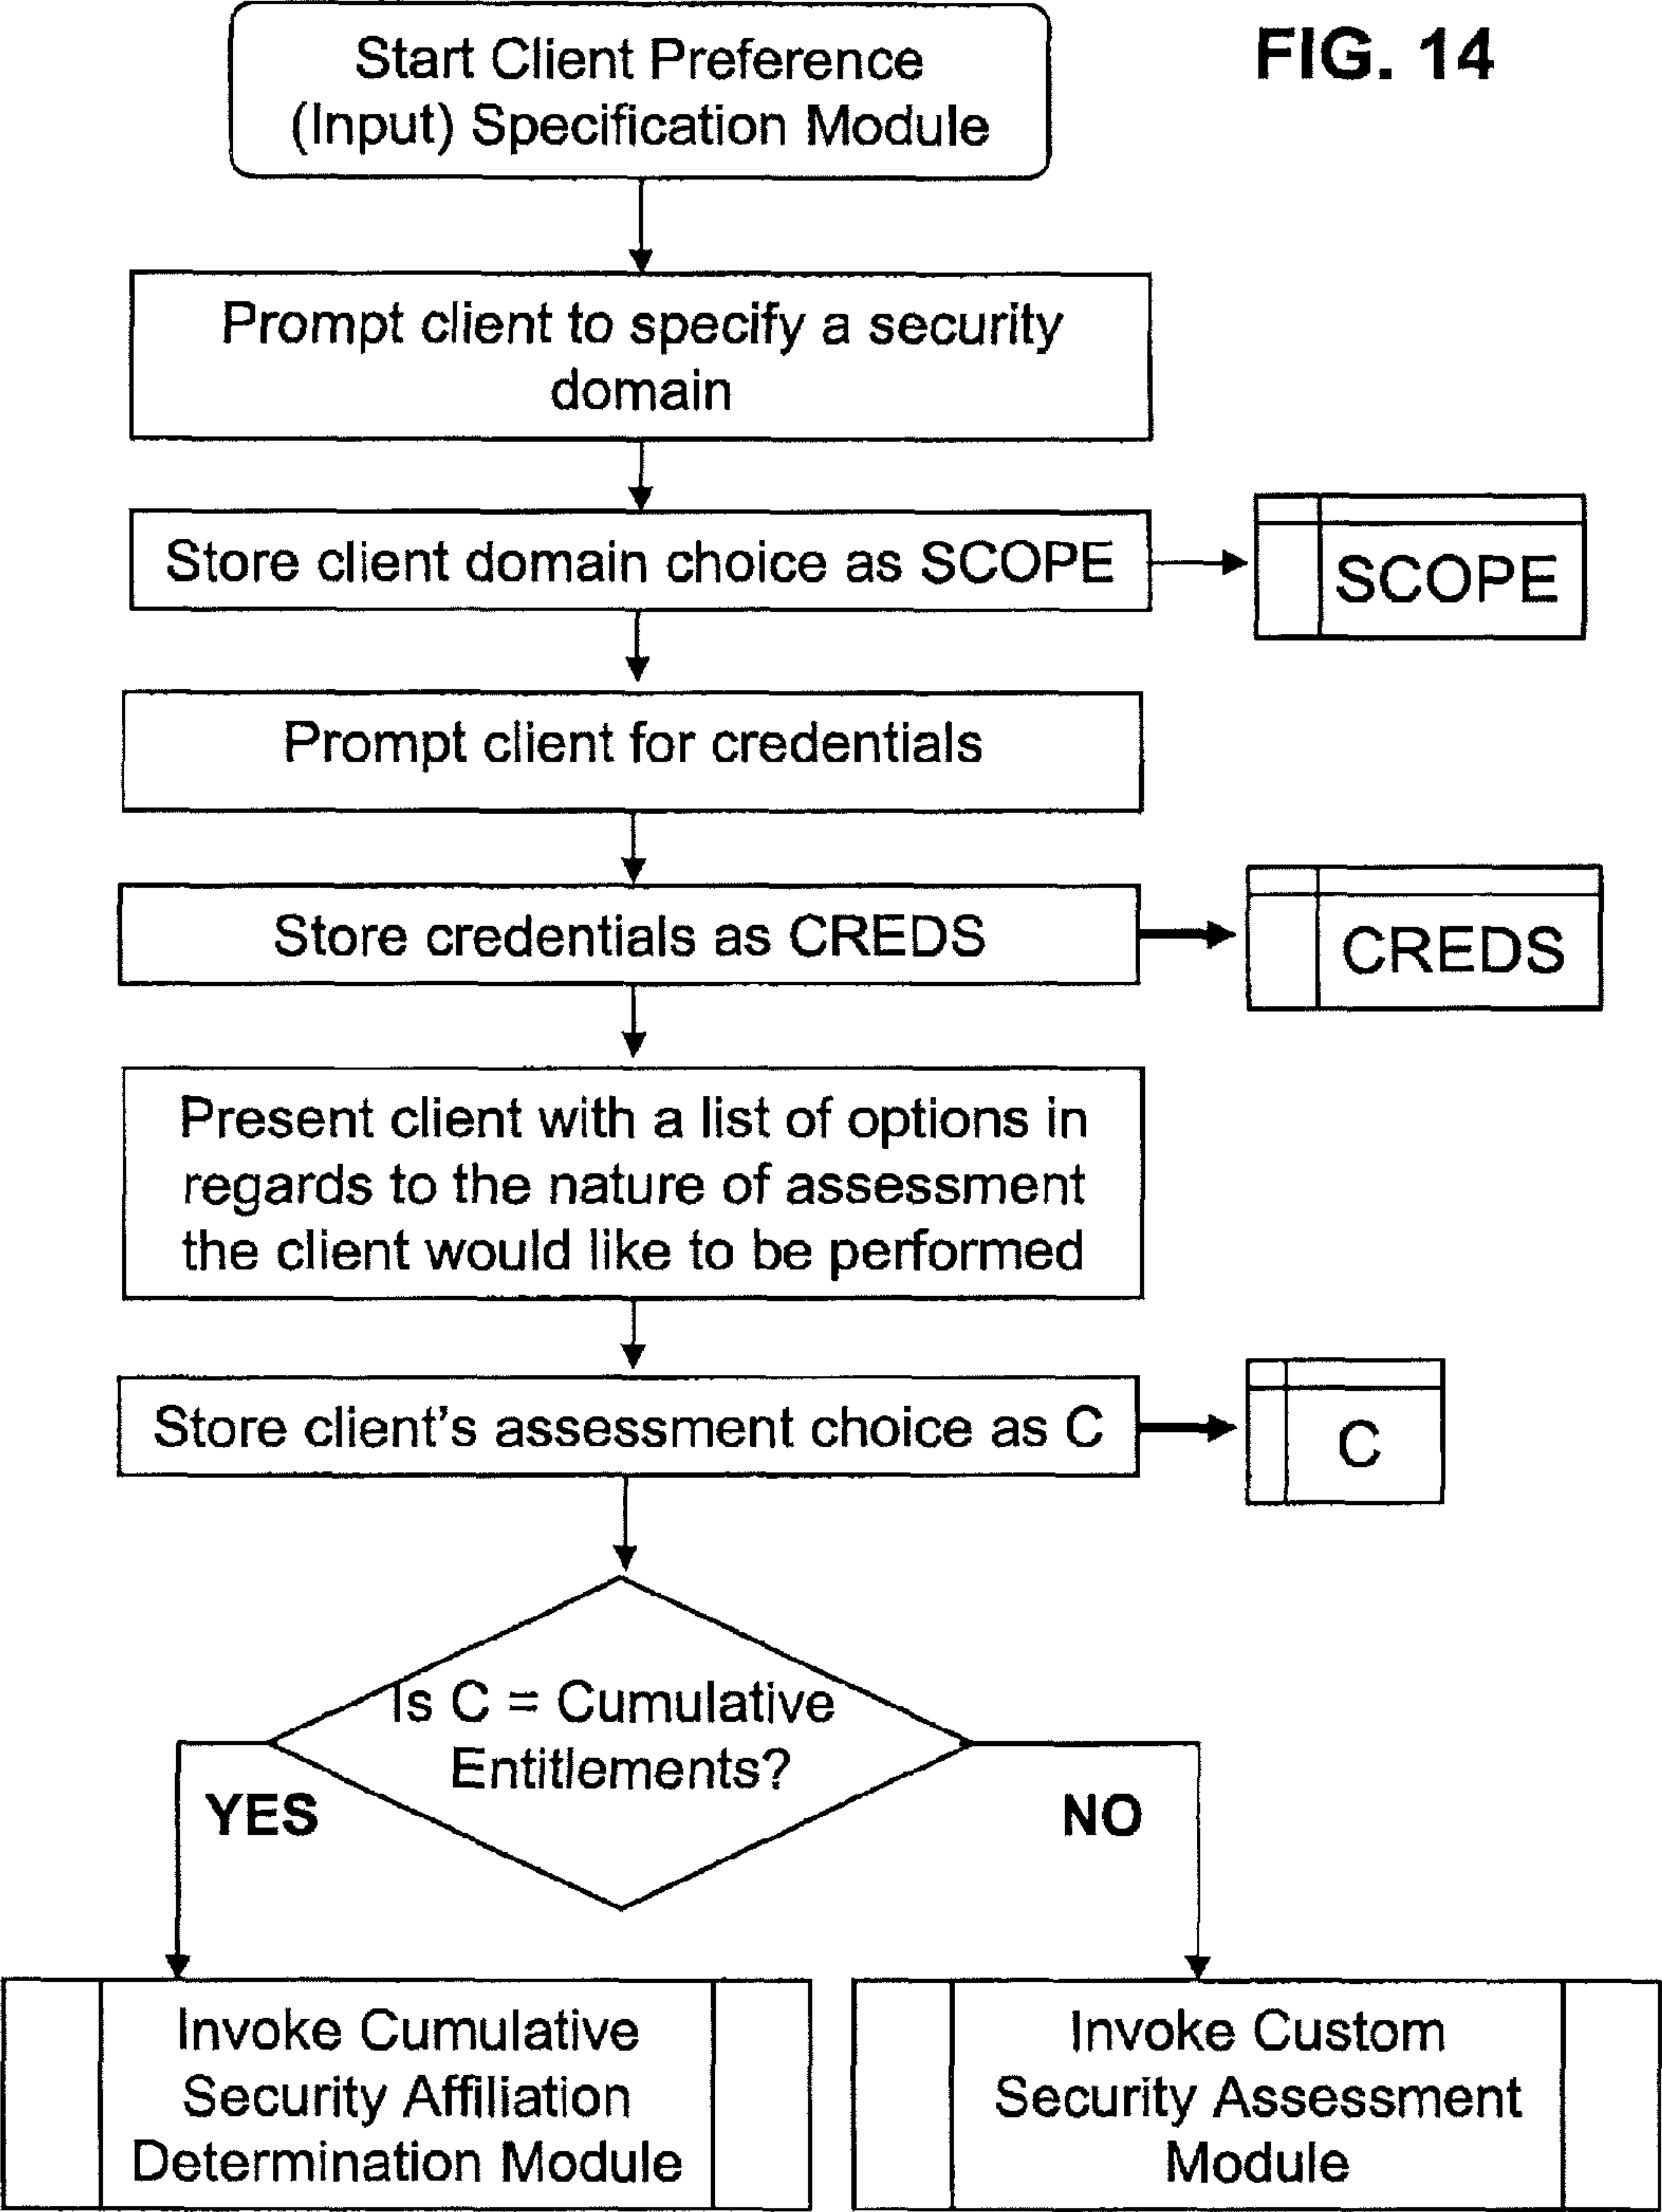 FIG. 14
Start Client Preference
(Input) Specification Module
Prompt client to specify a security
domain
Store client domain choice as SCOPE
SCOPE
Prompt client for credentials
Store credentials as CREDS
CREDS
Present client with a list of options in
regards to the nature of assessment
the client would like to be performed
Store client's assessment choice as C
C
Is C = Cumulative
Entitlements?
YES
NO
Invoke Cumulative
Security Affiliation
Determination Module
Invoke Custom
Security Assessment
Module